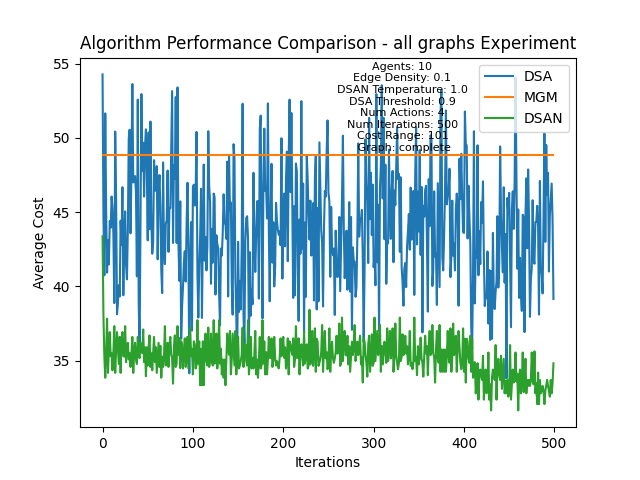 Algorithm Performance Comparison - all graphs Experiment
Agents: 10
Edge Density: 0.1
DSAN Temperature: 1.0
DSA Threshold: 0.9
Num Actions: 4
Num Iterations: 500
Cost Range: 101
Graph: complete
DSA
MGM
DSAN
55
50
45
40
35
Average Cost
0 100 200 300 400 500
Iterations